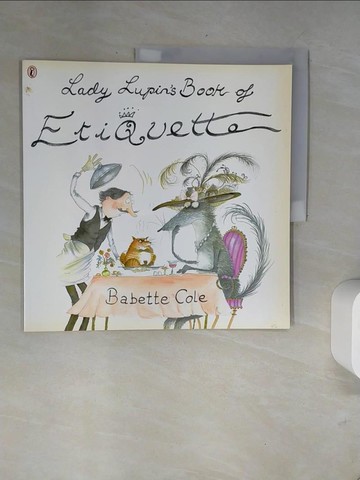 Lady Lupin's Book of
Etiquette
Babette Cole